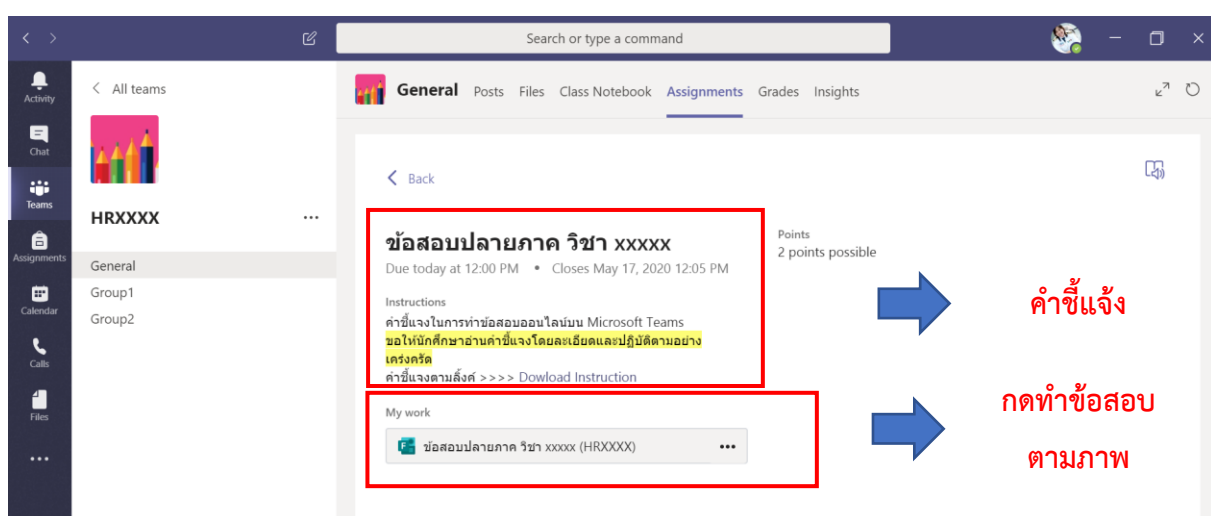 Search or type a command
Activity
Chat
Teams
Assignments
Calendar
Calls
Files
All teams
HRXXXX
General
Group1
Group2
General Posts Files Class Notebook Assignments Grades Insights
Back
ข้อสอบปลายภาค วิชา xxxxx
Due today at 12:00 PM • Closes May 17, 2020 12:05 PM
Points
2 points possible
Instructions
คำชี้แจงในการทำข้อสอบออนไลน์บน Microsoft Teams
ขอให้นักศึกษาอ่านคำชี้แจงโดยละเอียดและปฏิบัติตามอย่าง
เคร่งครัด
คำชี้แจงตามลิ้งค์ >>>> Dowload Instruction
คำชี้แจง
My work
ข้อสอบปลายภาค วิชา xxxxx (HRXXXX)
กดทำข้อสอบ
ตามภาพ